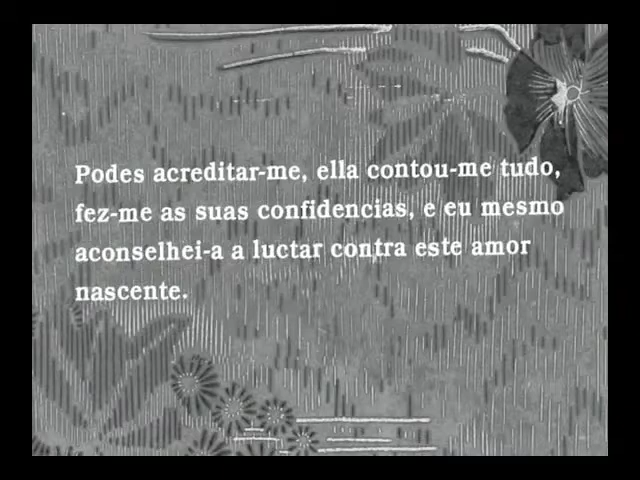 Podes acreditar-me, ella contou-me tudo,
fez-me as suas confidencias, e eu mesmo
aconselhei-a a luctar contra este amor
nascente.